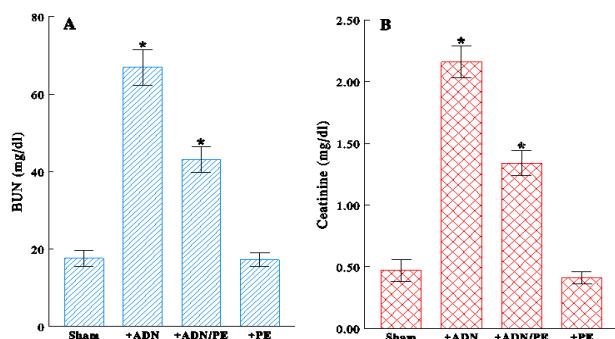 A
BUN (mg/dl)
80
60
40
20
0
*
*
Sham +ADN +ADN/PE +PE
B
Ceatinine (mg/dl)
2.50
2.00
1.50
1.00
0.50
0.00
*
*
Sham +ADN +ADN/PE +PE